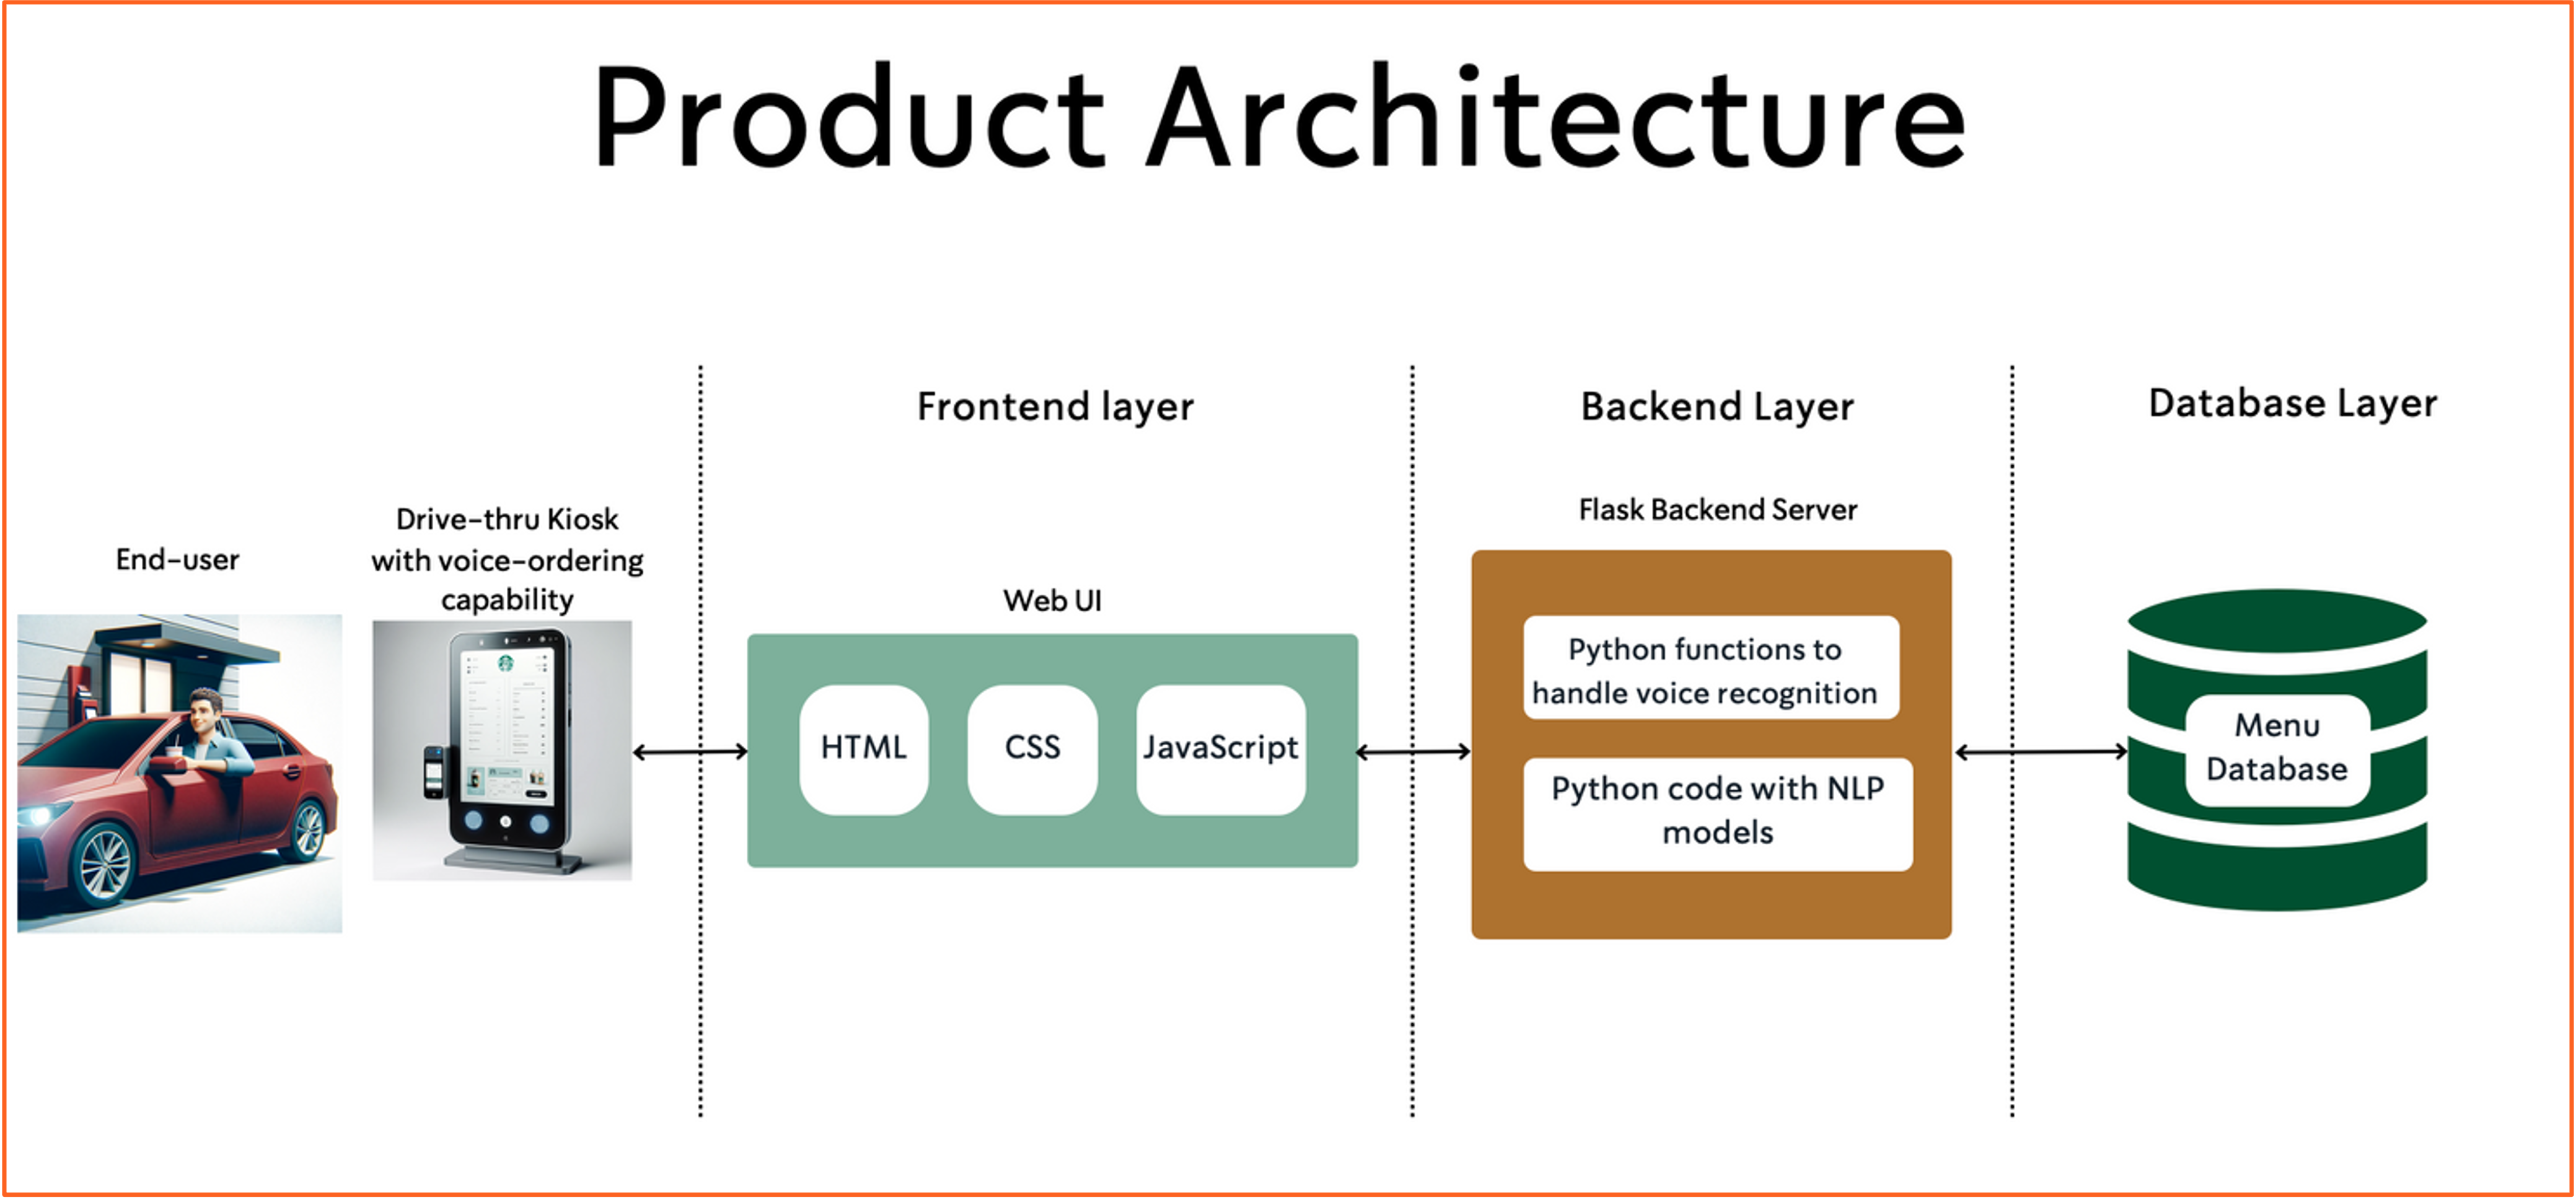 Product Architecture
Frontend layer
Backend Layer
Database Layer
End-user
Drive-thru Kiosk
with voice-ordering
capability
Web UI
HTML
CSS
JavaScript
Flask Backend Server
Python functions to
handle voice recognition
Python code with NLP
models
Menu
Database